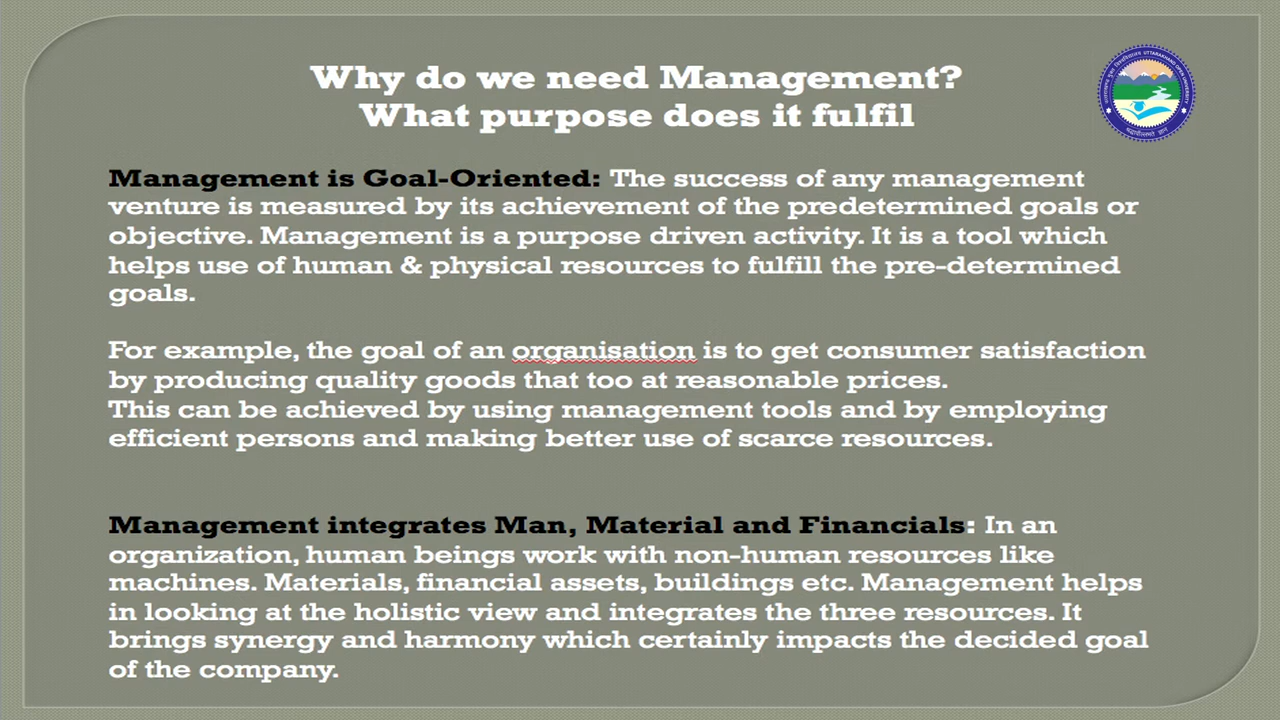 Why do we need Management?
What purpose does it fulfil
Management is Goal-Oriented: The success of any management
venture is measured by its achievement of the predetermined goals or
objective. Management is a purpose driven activity. It is a tool which
helps use of human & physical resources to fulfill the pre-determined
goals.
For example, the goal of an organisation is to get consumer satisfaction
by producing quality goods that too at reasonable prices.
This can be achieved by using management tools and by employing
efficient persons and making better use of scarce resources.
Management integrates Man, Material and Financials: In an
organization, human beings work with non-human resources like
machines. Materials, financial assets, buildings etc. Management helps
in looking at the holistic view and integrates the three resources. It
brings synergy and harmony which certainly impacts the decided goal
of the company.